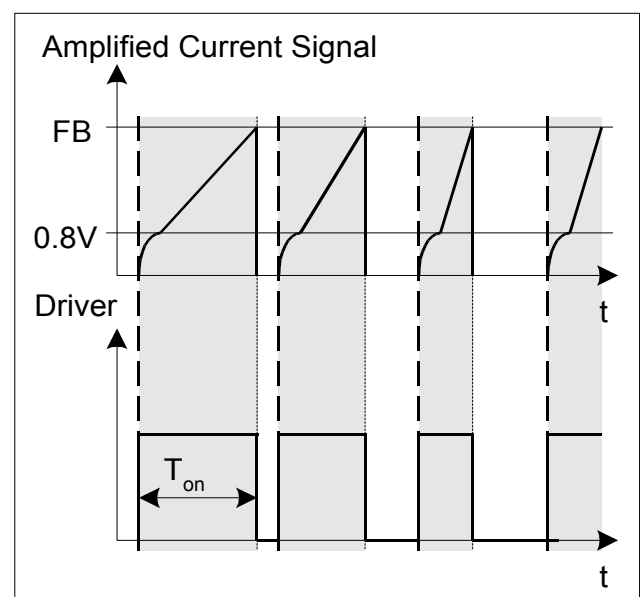 Amplified Current Signal
FB
0.8V
Driver
t
Ton
t